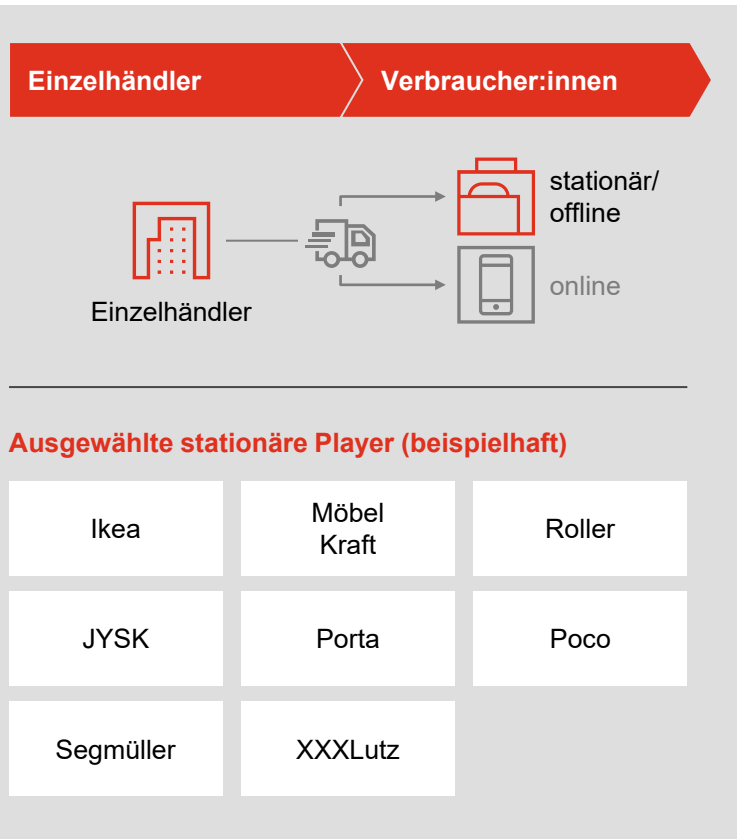 Einzelhändler
Verbraucher:innen
stationär/
offline
online
Einzelhändler
Ausgewählte stationäre Player (beispielhaft)
Ikea
Möbel
Kraft
Roller
JYSK
Porta
Poco
Segmüller
XXXLutz